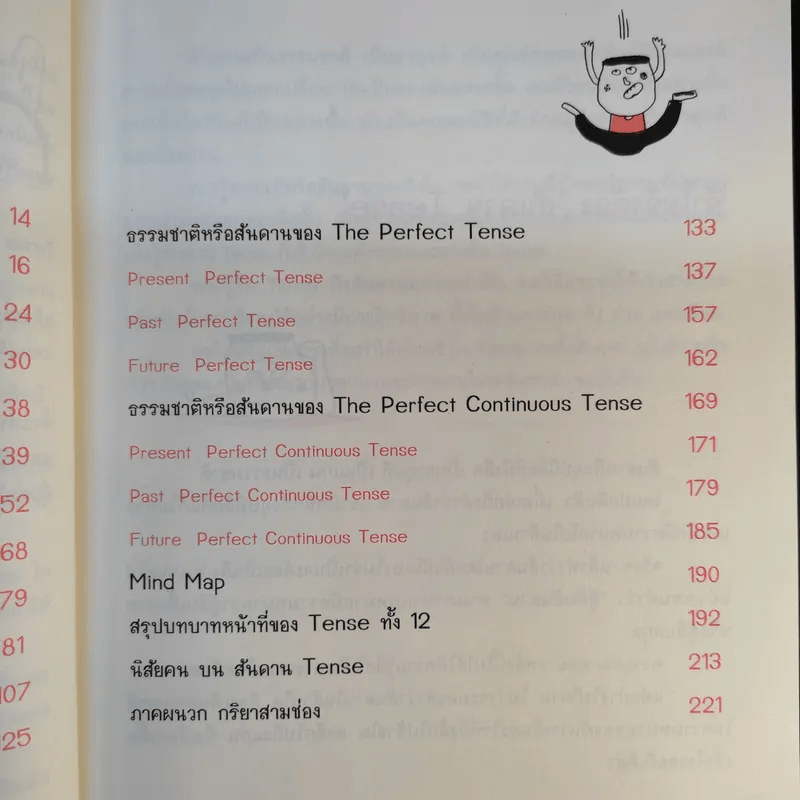 14
16
24
30
38
39
52
68
79
81
107
125
ธรรมชาติหรือสันดานของ The Perfect Tense 133
Present Perfect Tense 137
Past Perfect Tense 157
Future Perfect Tense 162
ธรรมชาติหรือสันดานของ The Perfect Continuous Tense 169
Present Perfect Continuous Tense 171
Past Perfect Continuous Tense 179
Future Perfect Continuous Tense 185
Mind Map 190
สรุปบทบาทหน้าที่ของ Tense ทั้ง 12 192
นิสัยคน บน สันดาน Tense 213
ภาคผนวก กริยาสามช่อง 221